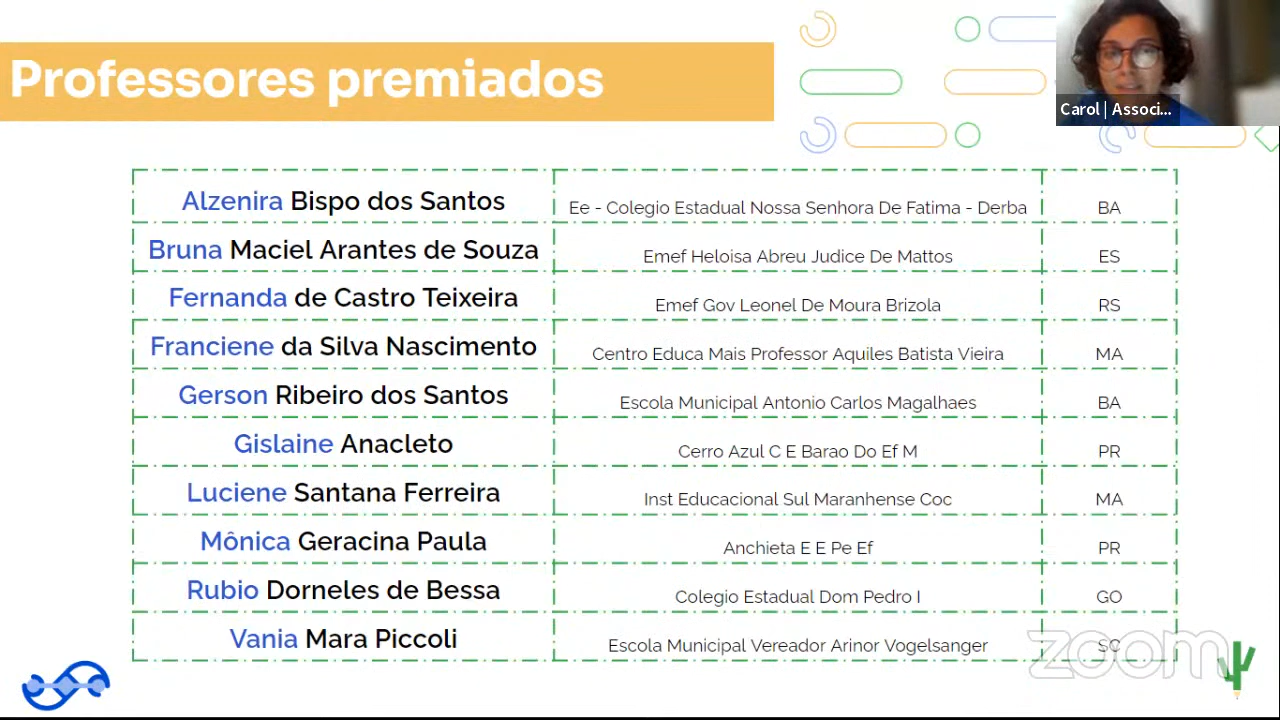 Professores premiados
Carol | Associ...
Alzenira Bispo dos Santos Ee - Colegio Estadual Nossa Senhora De Fatima - Derba BA
Bruna Maciel Arantes de Souza Emef Heloisa Abreu Judice De Mattos ES
Fernanda de Castro Teixeira Emef Gov Leonel De Moura Brizola RS
Franciene da Silva Nascimento Centro Educa Mais Professor Aquiles Batista Vieira MA
Gerson Ribeiro dos Santos Escola Municipal Antonio Carlos Magalhaes BA
Gislaine Anacleto Cerro Azul C E Barao Do Ef M PR
Luciene Santana Ferreira Inst Educacional Sul Maranhense Coc MA
Mônica Geracina Paula Anchieta E E Pe Ef PR
Rubio Dorneles de Bessa Colegio Estadual Dom Pedro I GO
Vania Mara Piccoli Escola Municipal Vereador Arinor Vogelsanger SC
zoom